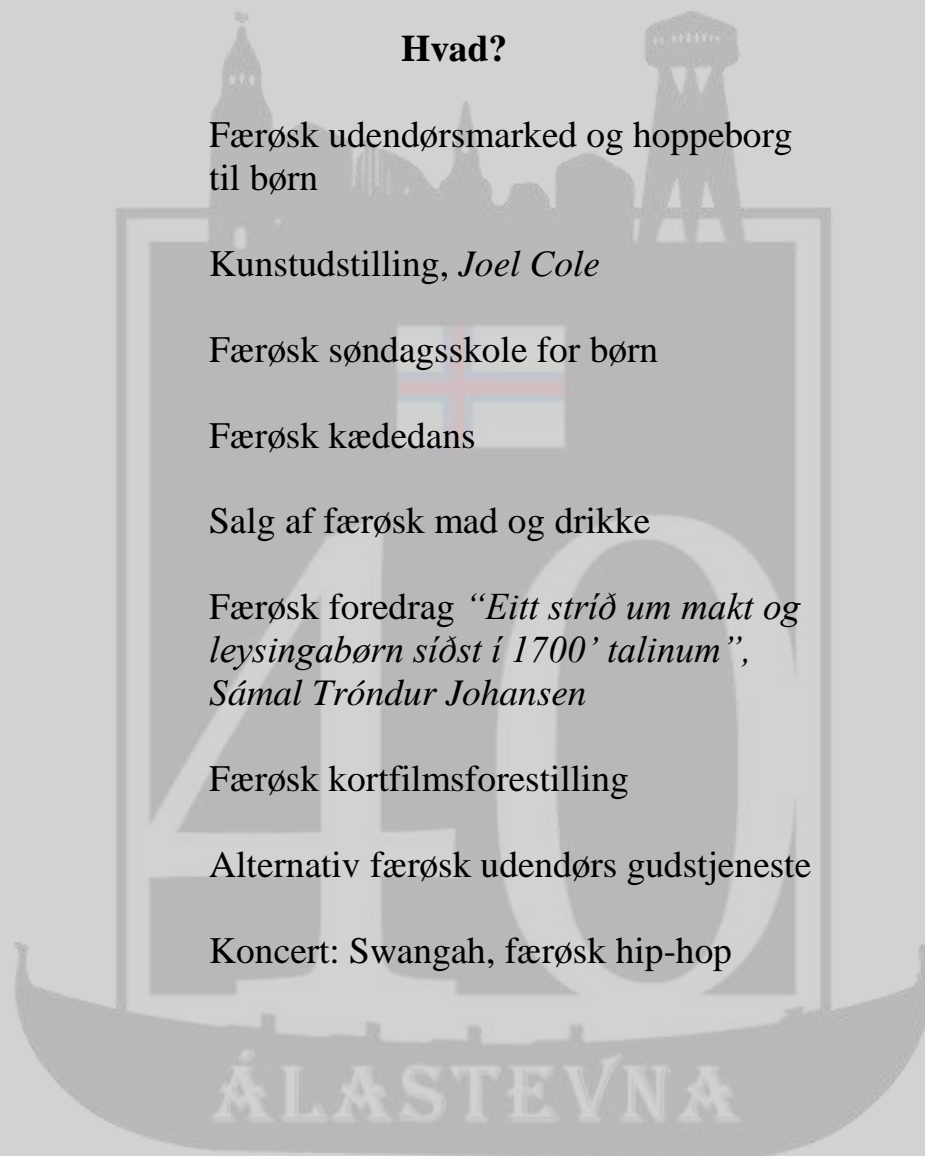 Hvad?
Færøsk udendørsmarked og hoppeborg
til børn
Kunstudstilling, Joel Cole
Færøsk søndagsskole for børn
Færøsk kædedans
Salg af færøsk mad og drikke
Færøsk foredrag “Eitt stríð um makt og
leysingabørn síðst í 1700’ talinum”,
Sámal Tróndur Johansen
Færøsk kortfilmsforestilling
Alternativ færøsk udendørs gudstjeneste
Koncert: Swangah, færøsk hip-hop
40
ÁLASTEVNA